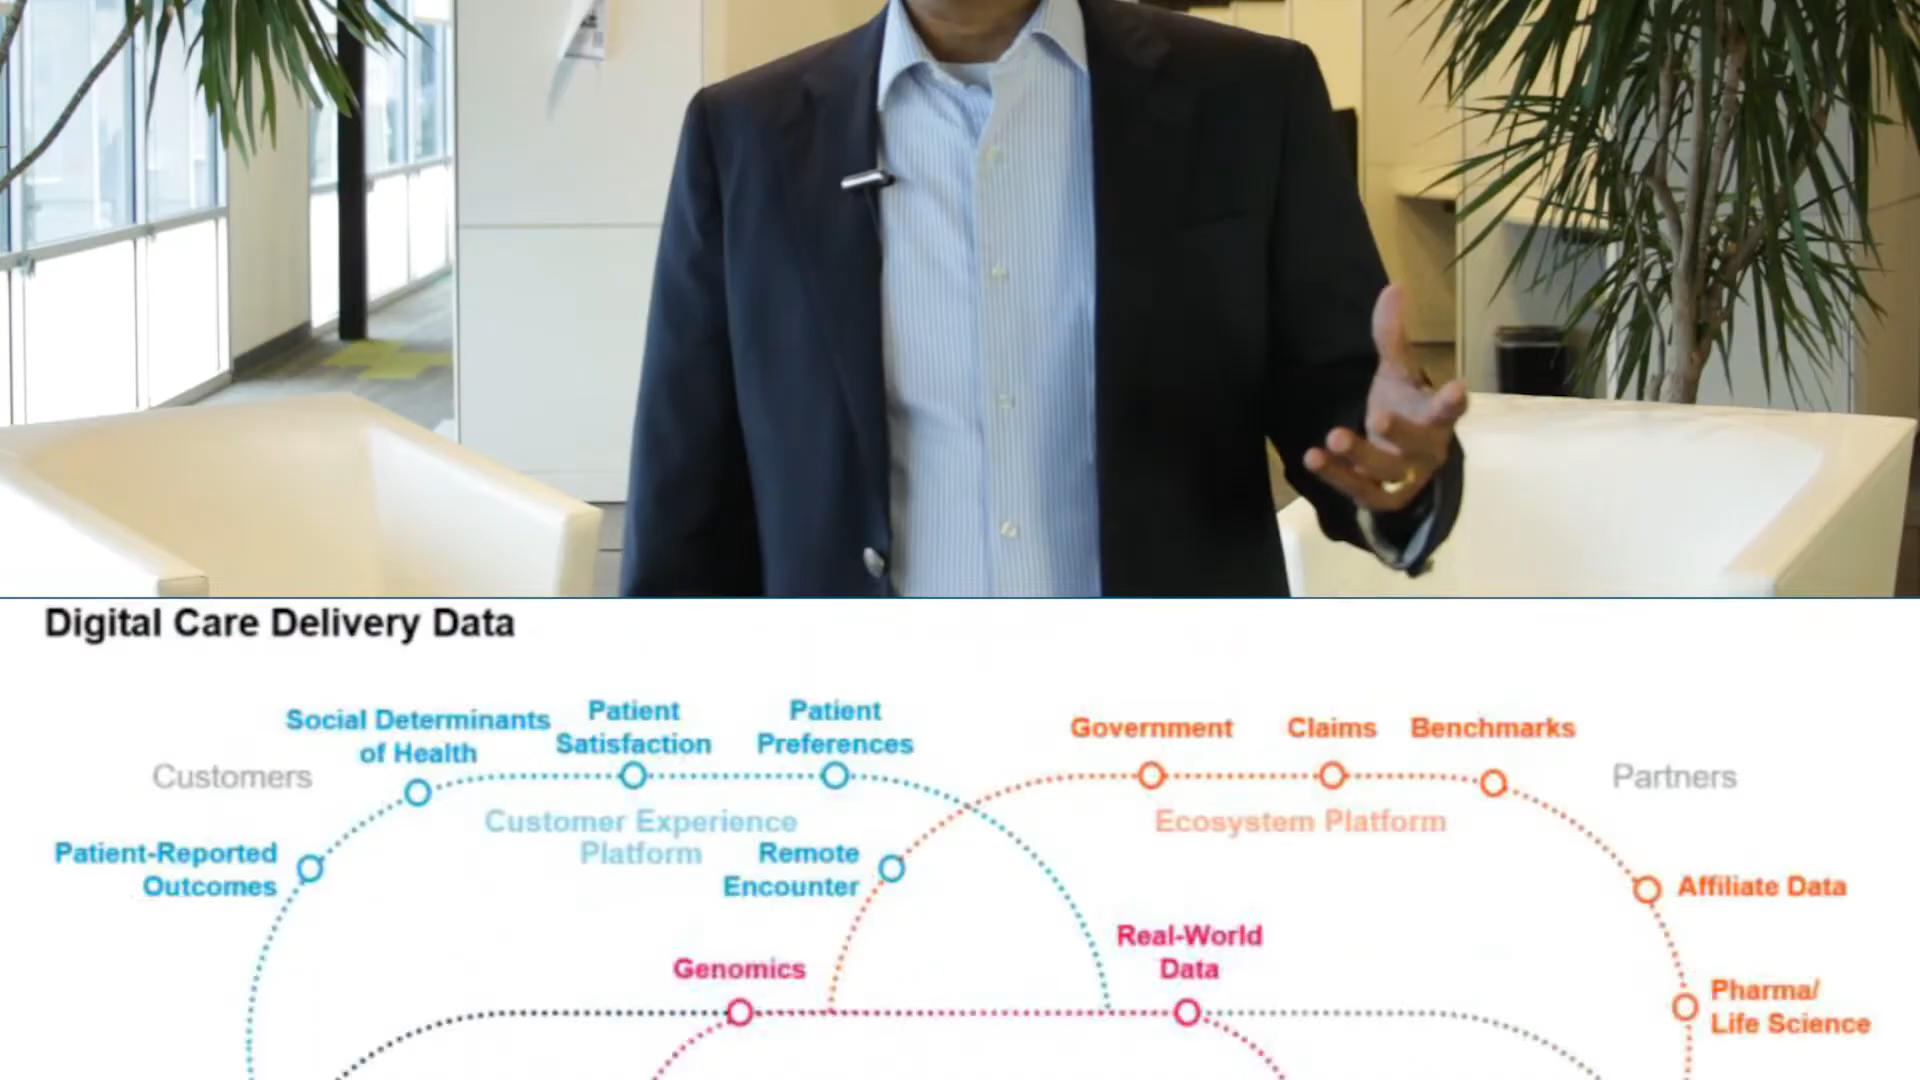 Digital Care Delivery Data
Social Determinants
of Health
Patient
Satisfaction
Patient
Preferences
Government
Claims
Benchmarks
Customers
Partners
Customer Experience
Platform
Ecosystem Platform
Patient-Reported
Outcomes
Remote
Encounter
Affiliate Data
Real-World
Data
Genomics
Pharma/
Life Science